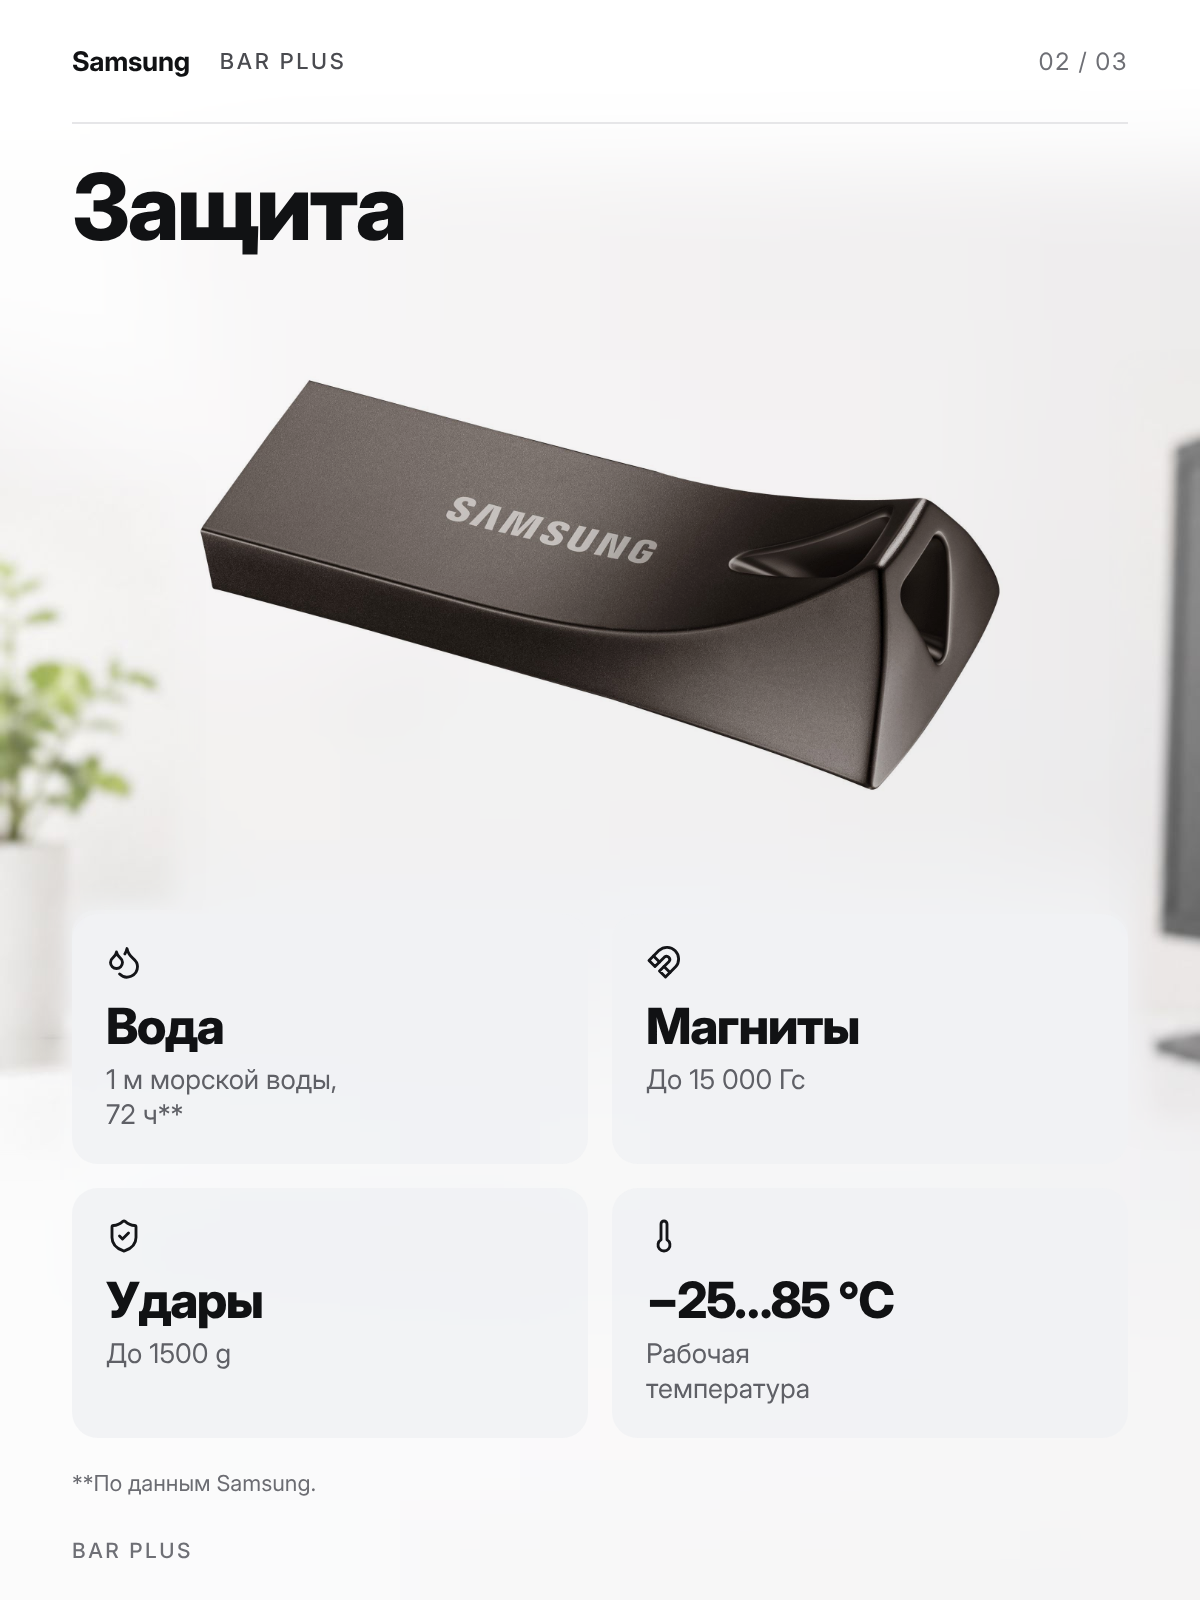 Samsung BAR PLUS 02 / 03
Защита
SAMSUNG
Вода
1 м морской воды,
72 ч**
Магниты
До 15 000 Гс
Удары
До 1500 g
−25…85 °C
Рабочая
температура
**По данным Samsung.
BAR PLUS